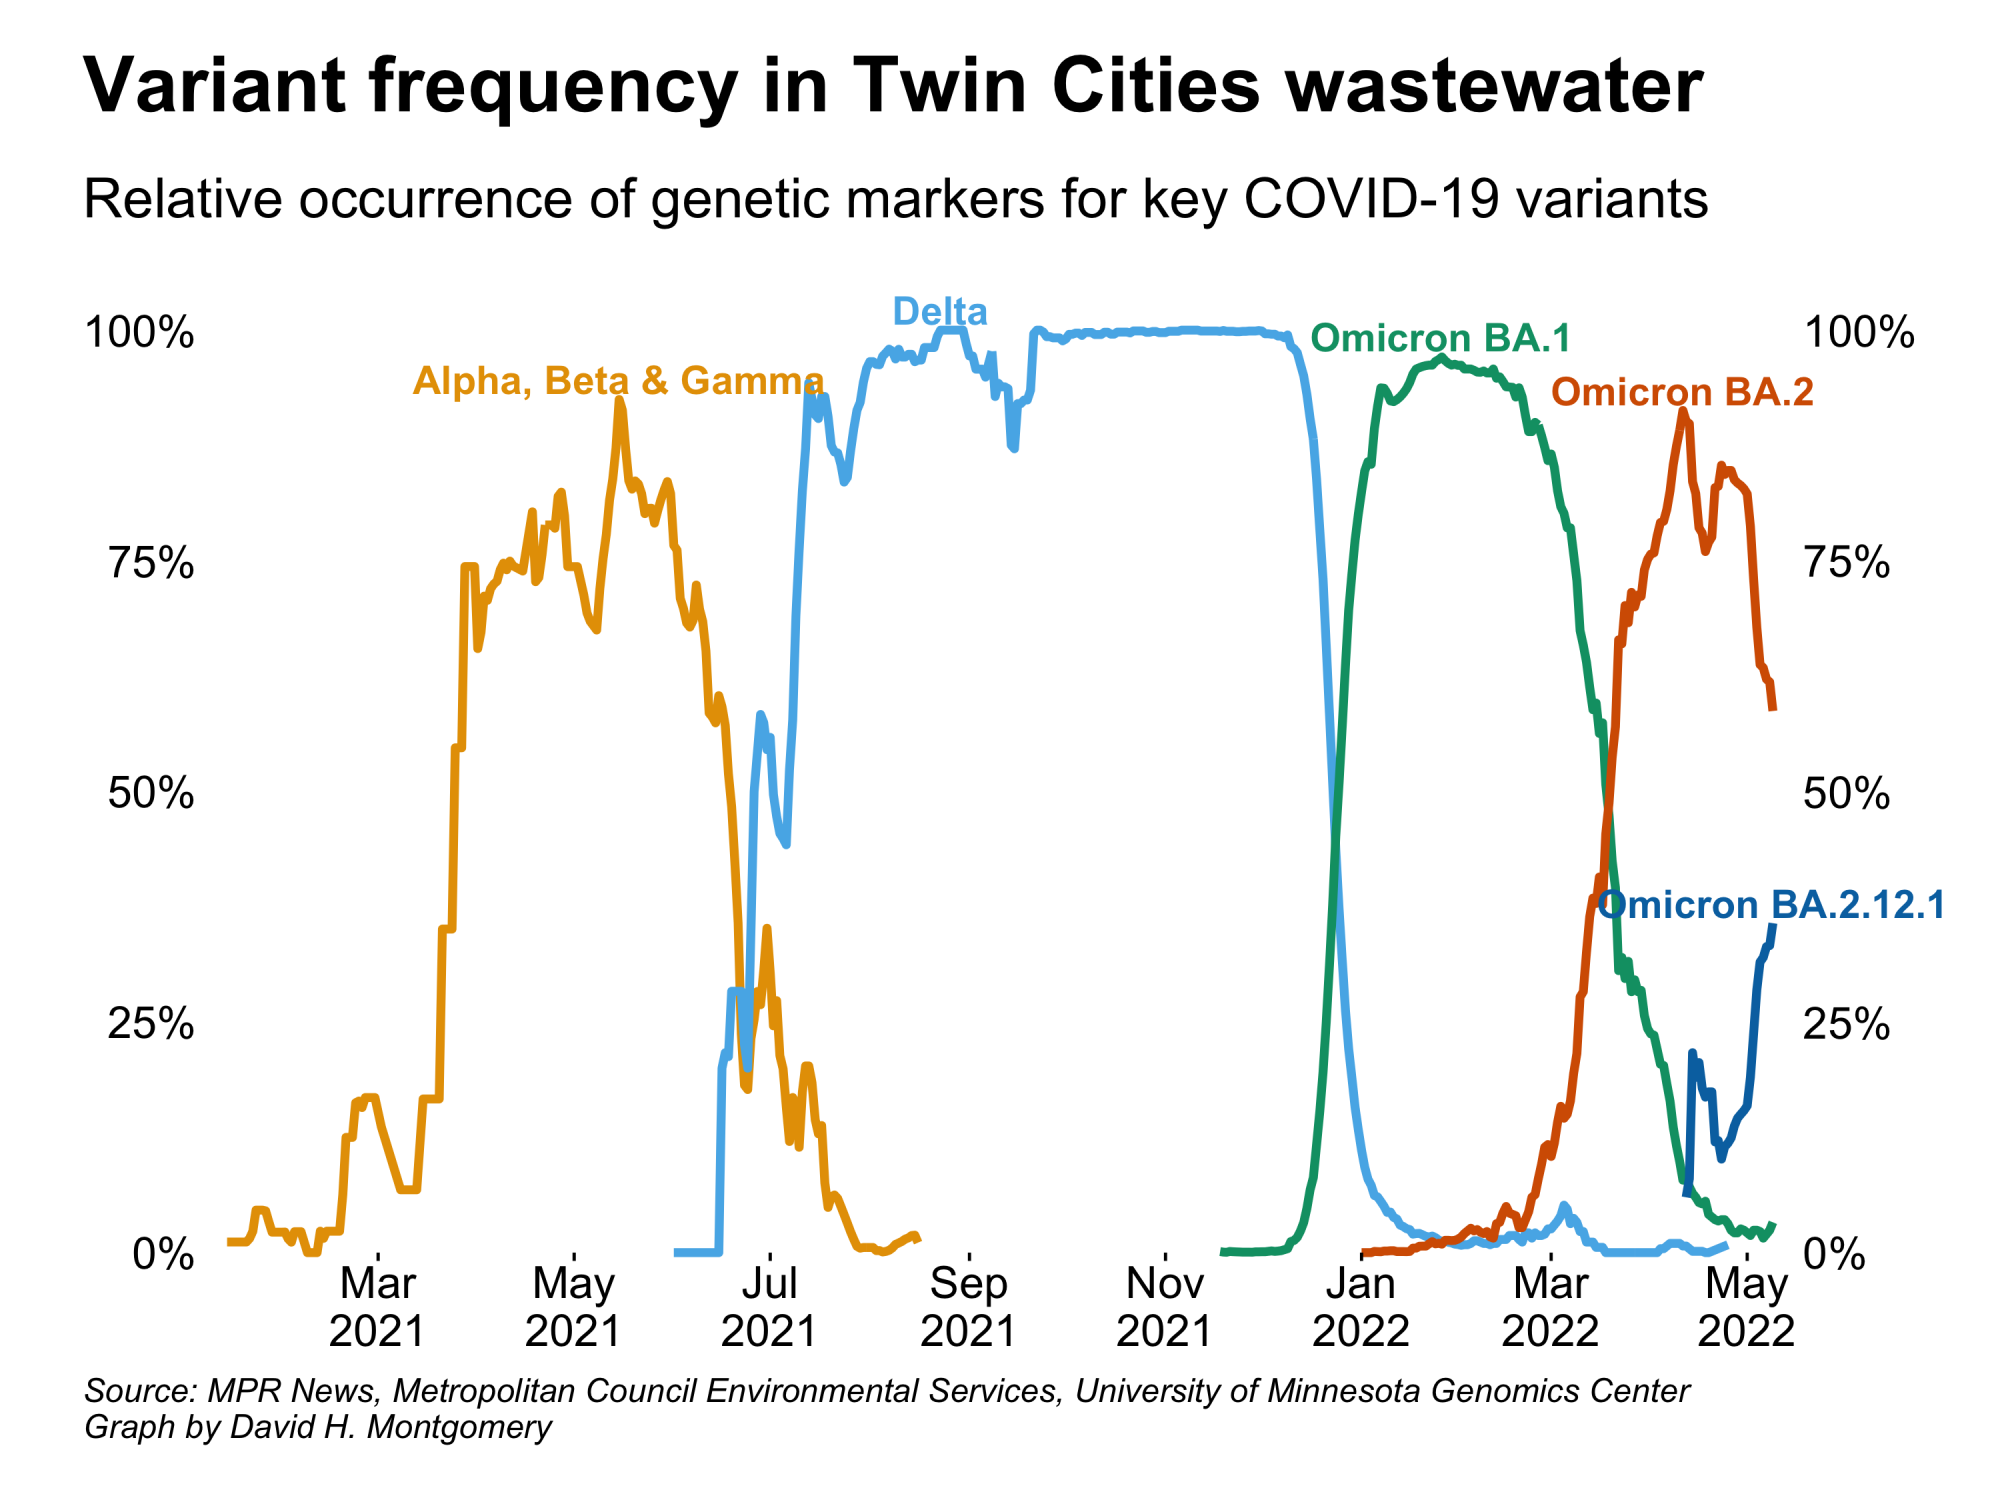 Variant frequency in Twin Cities wastewater
Relative occurrence of genetic markers for key COVID-19 variants
Delta
100%
100%
Omicron BA.1
Alpha, Beta & Gamma
Omicron BA.2
75%
75%
50%
50%
Omicron BA.2.12.1
25%
25%
0%
0%
Mar May Jul Sep Nov Jan Mar May
2021 2021 2021 2021 2021 2022 2022 2022
Source: MPR News, Metropolitan Council Environmental Services, University of Minnesota Genomics Center
Graph by David H. Montgomery